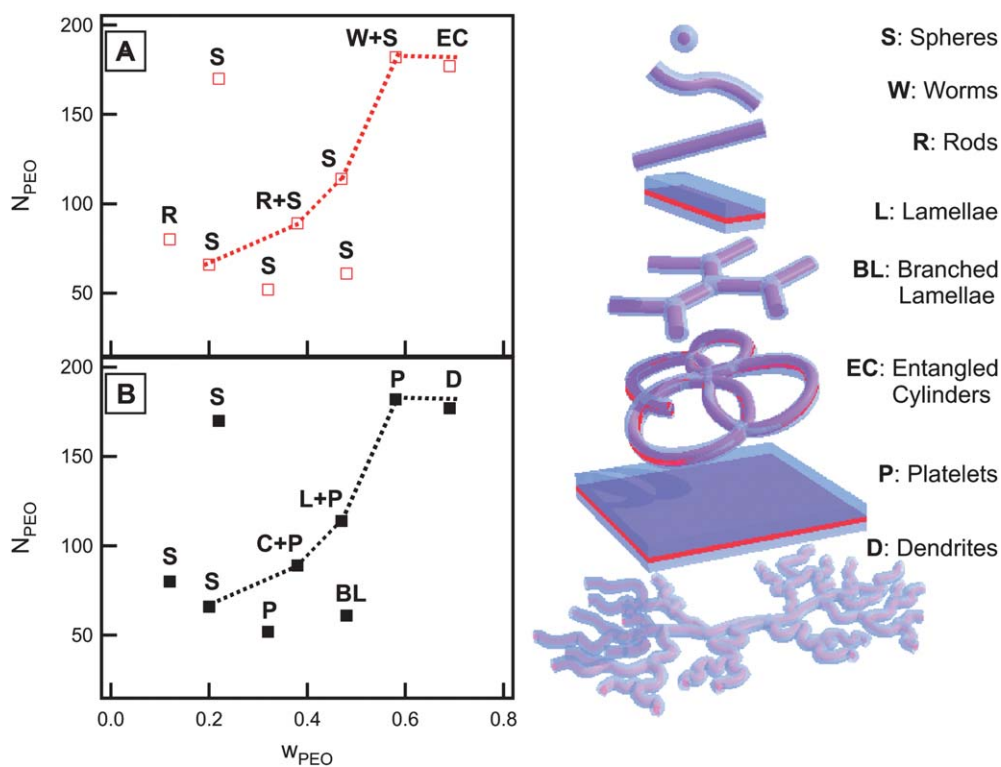 A
200
150
100
50
N_PEO
S
W+S
EC
R
S
R+S
S
S
S
B
200
150
100
50
N_PEO
S
P
D
S
S
C+P
L+P
P
BL
0.0 0.2 0.4 0.6 0.8
w_PEO
S: Spheres
W: Worms
R: Rods
L: Lamellae
BL: Branched
Lamellae
EC: Entangled
Cylinders
P: Platelets
D: Dendrites